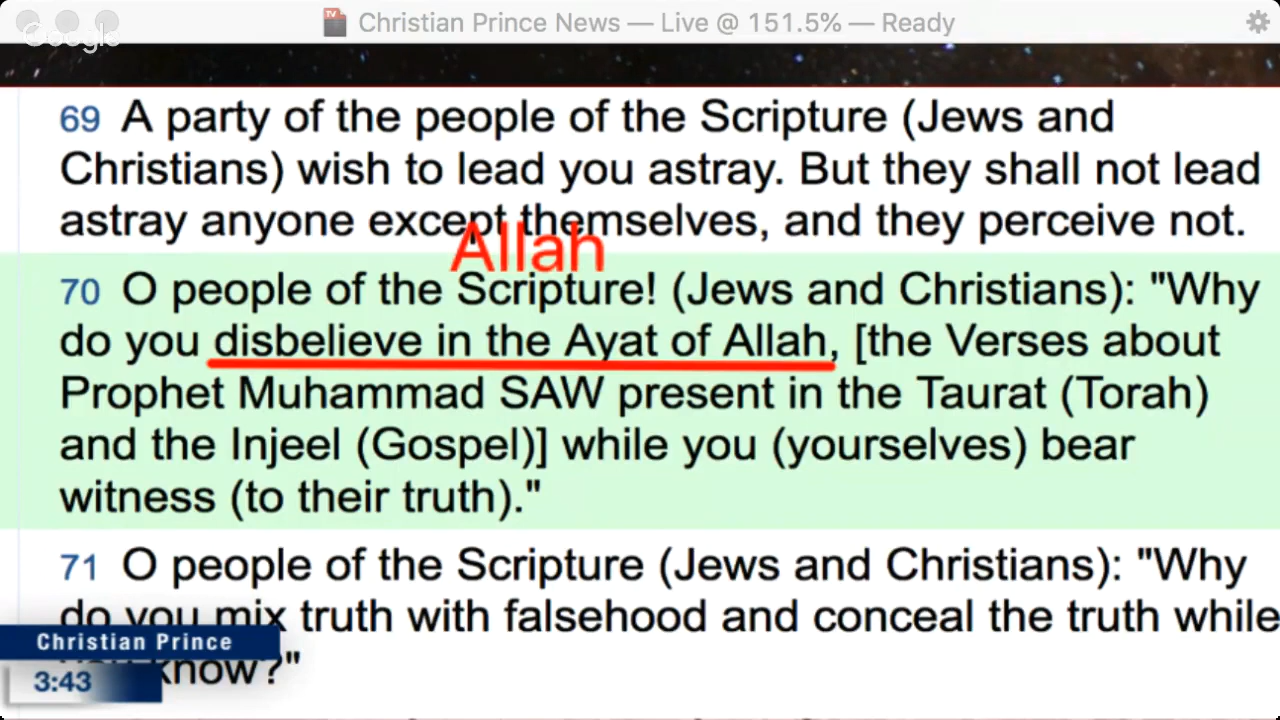 TV Christian Prince News — Live @ 151.5% — Ready
Google
69 A party of the people of the Scripture (Jews and
Christians) wish to lead you astray. But they shall not lead
astray anyone except themselves, and they perceive not.
Allah
70 O people of the Scripture! (Jews and Christians): "Why
do you disbelieve in the Ayat of Allah, [the Verses about
Prophet Muhammad SAW present in the Taurat (Torah)
and the Injeel (Gospel)] while you (yourselves) bear
witness (to their truth)."
71 O people of the Scripture (Jews and Christians): "Why
do you mix truth with falsehood and conceal the truth while
know?"
Christian Prince
3:43